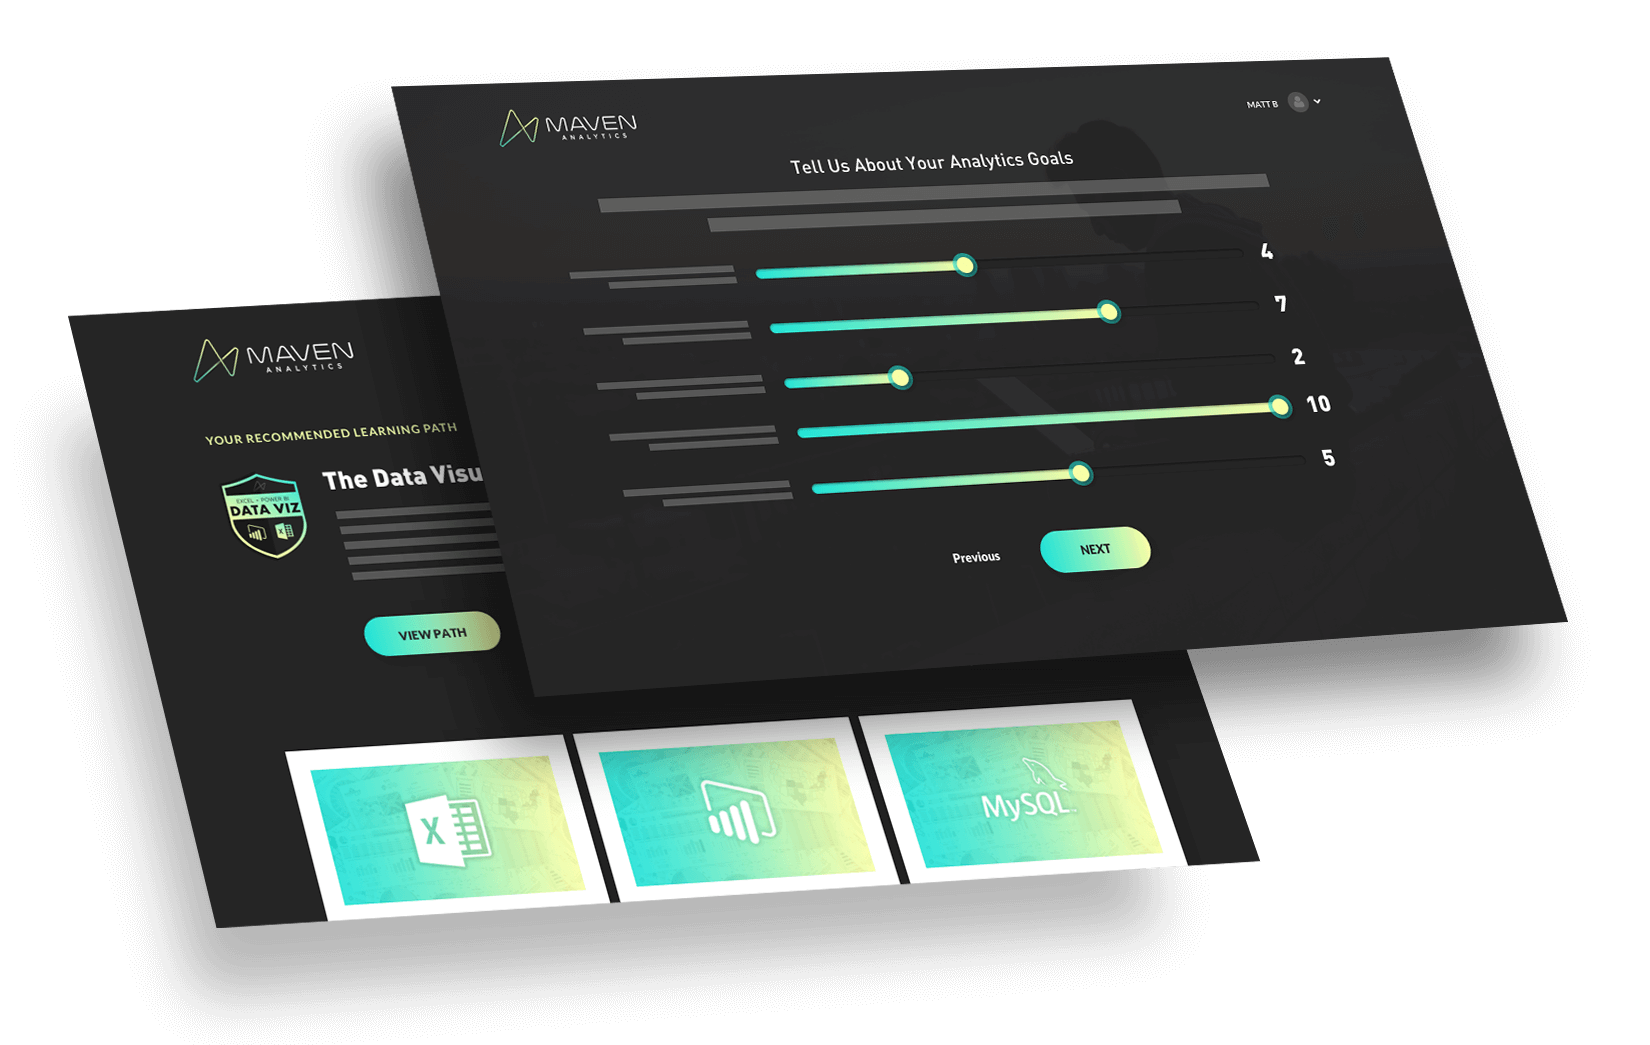 MAVEN
ANALYTICS
MATT B
Tell Us About Your Analytics Goals
4
7
2
10
5
Previous
NEXT
MAVEN
ANALYTICS
YOUR RECOMMENDED LEARNING PATH
EXCEL + POWER BI
DATA VIZ
X
The Data Visu
VIEW PATH
X
MySQL